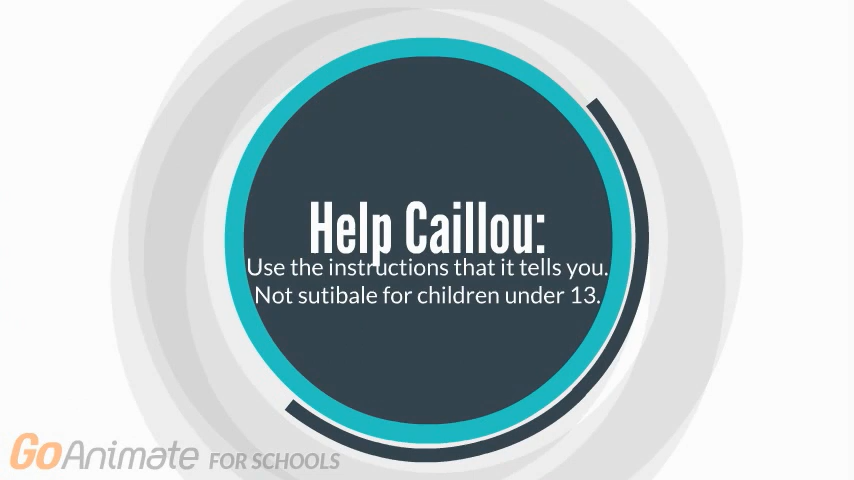 Help Caillou:
Use the instructions that it tells you.
Not sutibale for children under 13.
GoAnimate FOR SCHOOLS